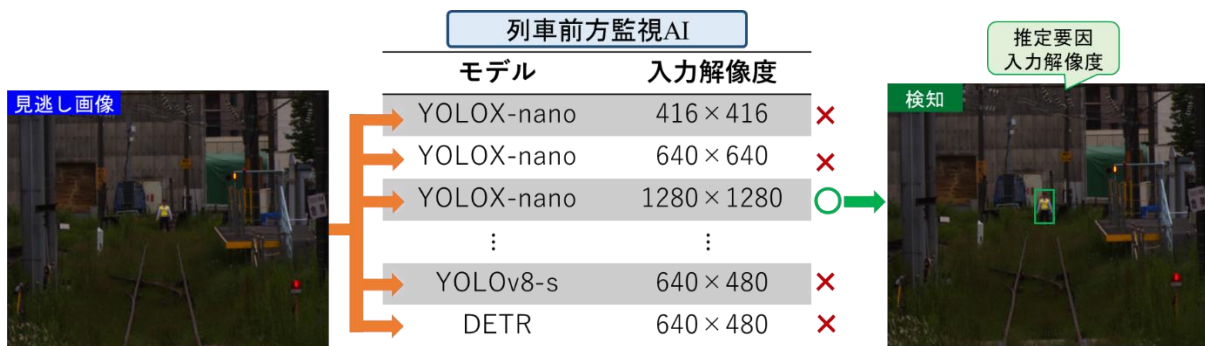 列車前方監視AI
モデル 入力解像度
見逃し画像
YOLOX-nano 416×416 ×
YOLOX-nano 640×640 ×
YOLOX-nano 1280×1280 ○
⋮ ⋮
YOLOv8-s 640×480 ×
DETR 640×480 ×
推定要因
入力解像度
検知